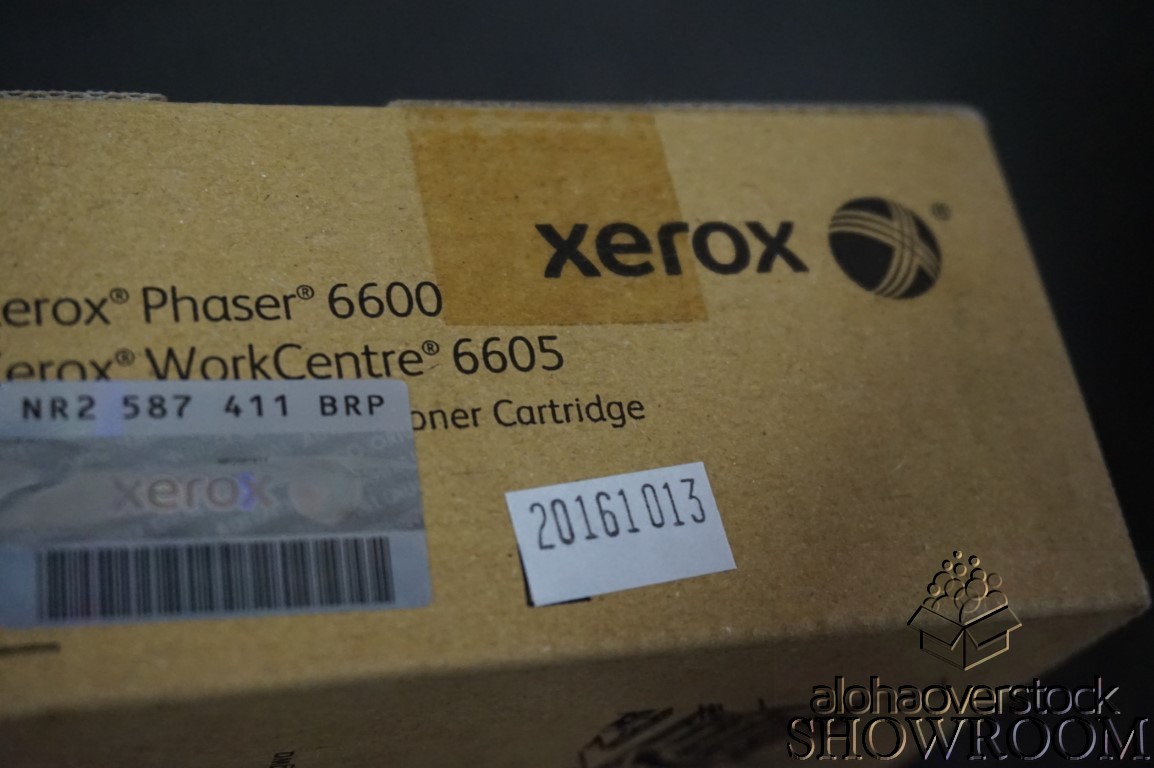 xerox ®
erox® Phaser® 6600
erox® WorkCentre® 6605
oner Cartridge
NR2 587 411 BRP
xerox
20161013
alohaoverstock
SHOWROOM